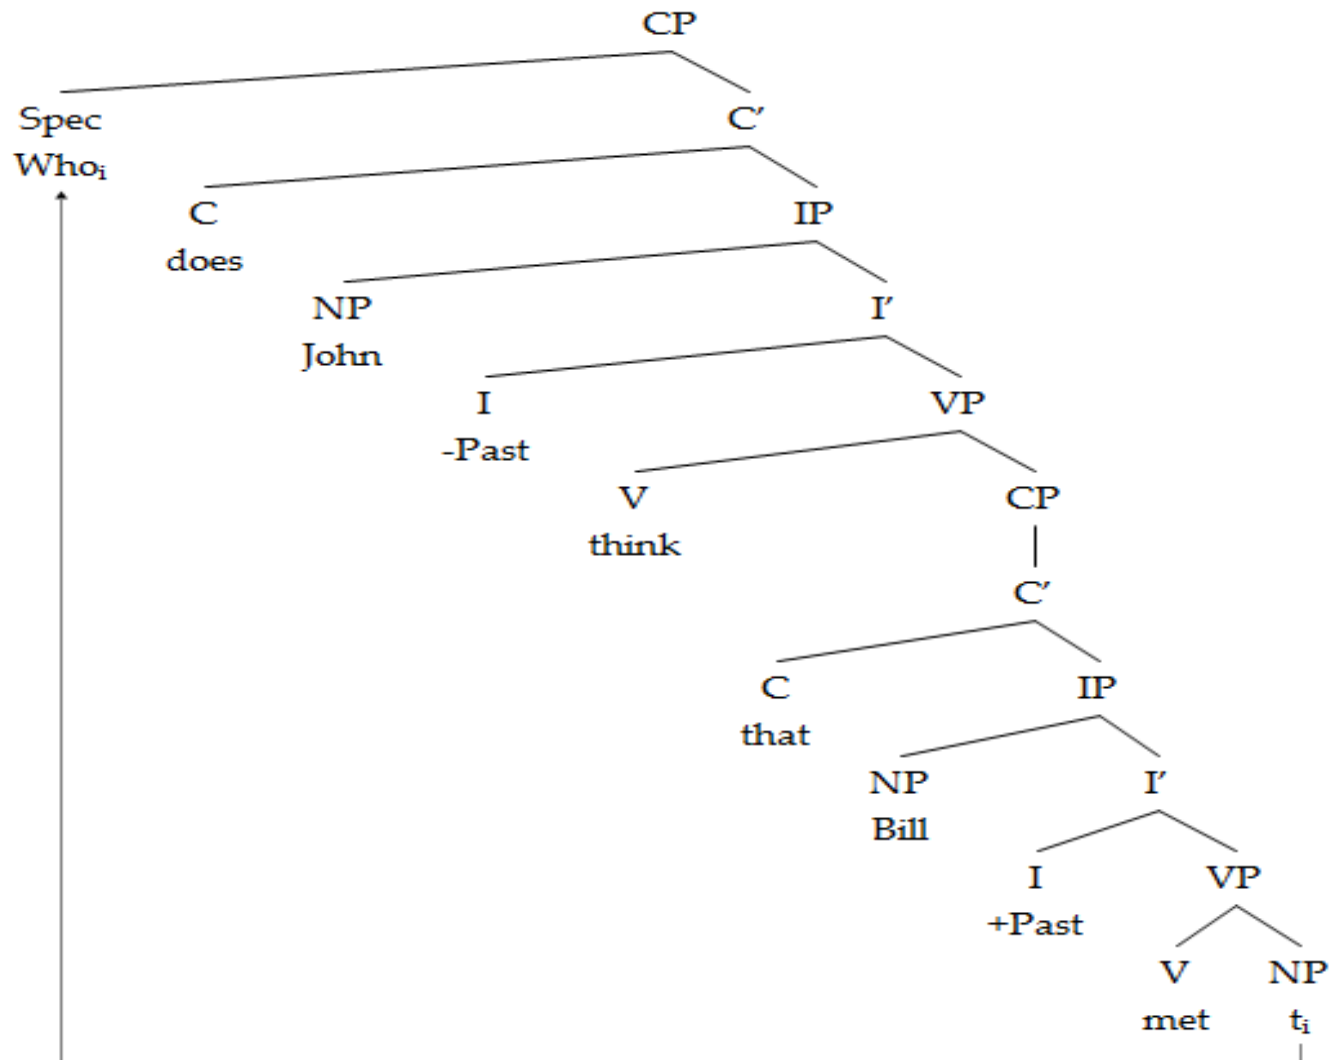 CP
Spec C′
Whoᵢ
C IP
does
NP I′
John
I VP
-Past
V CP
think
C′
C IP
that
NP I′
Bill
I VP
+Past
V NP
met tᵢ